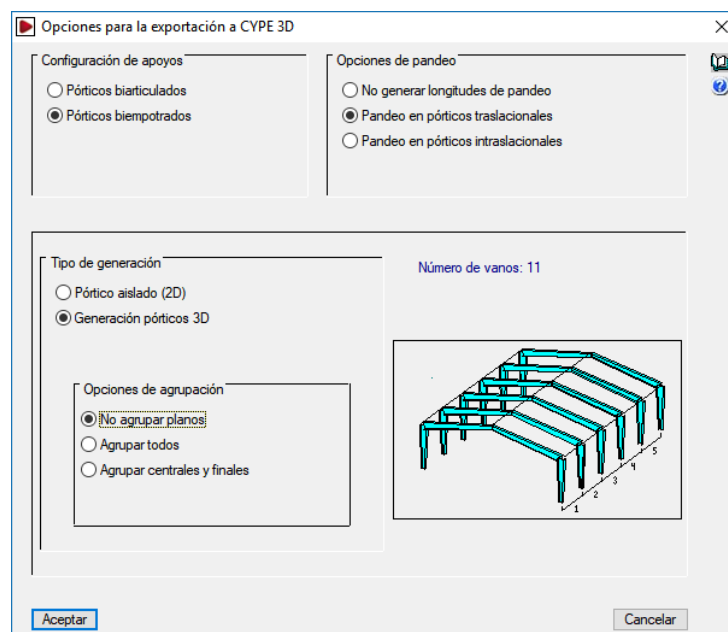 Opciones para la exportación a CYPE 3D
Configuración de apoyos
Pórticos biarticulados
Pórticos biempotrados
Opciones de pandeo
No generar longitudes de pandeo
Pandeo en pórticos traslacionales
Pandeo en pórticos intraslacionales
Tipo de generación
Pórtico aislado (2D)
Generación pórticos 3D
Opciones de agrupación
No agrupar planos
Agrupar todos
Agrupar centrales y finales
Número de vanos: 11
1
2
3
4
5
Aceptar
Cancelar